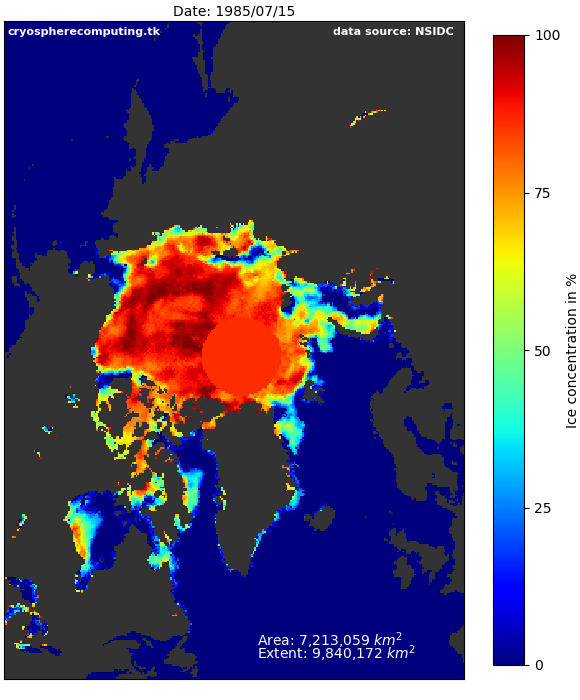 Date: 1985/07/15
cryospherecomputing.tk
data source: NSIDC
100
75
50
25
0
Ice concentration in %
Area: 7,213,059 km²
Extent: 9,840,172 km²